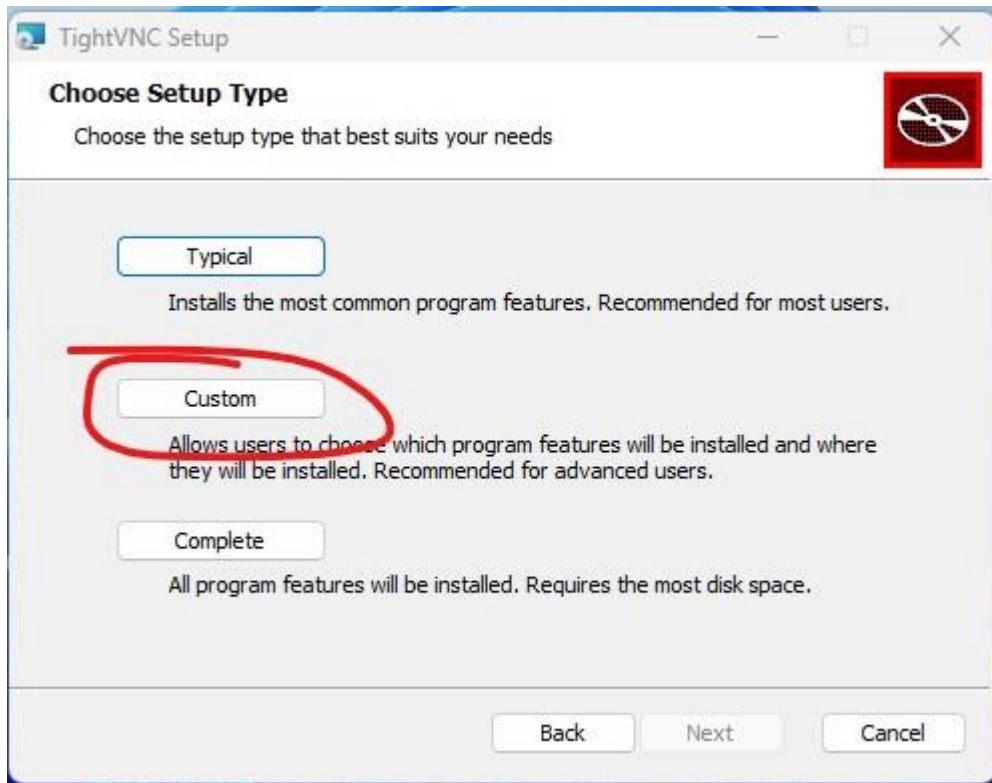 TightVNC Setup
Choose Setup Type
Choose the setup type that best suits your needs
Typical
Installs the most common program features. Recommended for most users.
Custom
Allows users to choose which program features will be installed and where
they will be installed. Recommended for advanced users.
Complete
All program features will be installed. Requires the most disk space.
Back Next Cancel